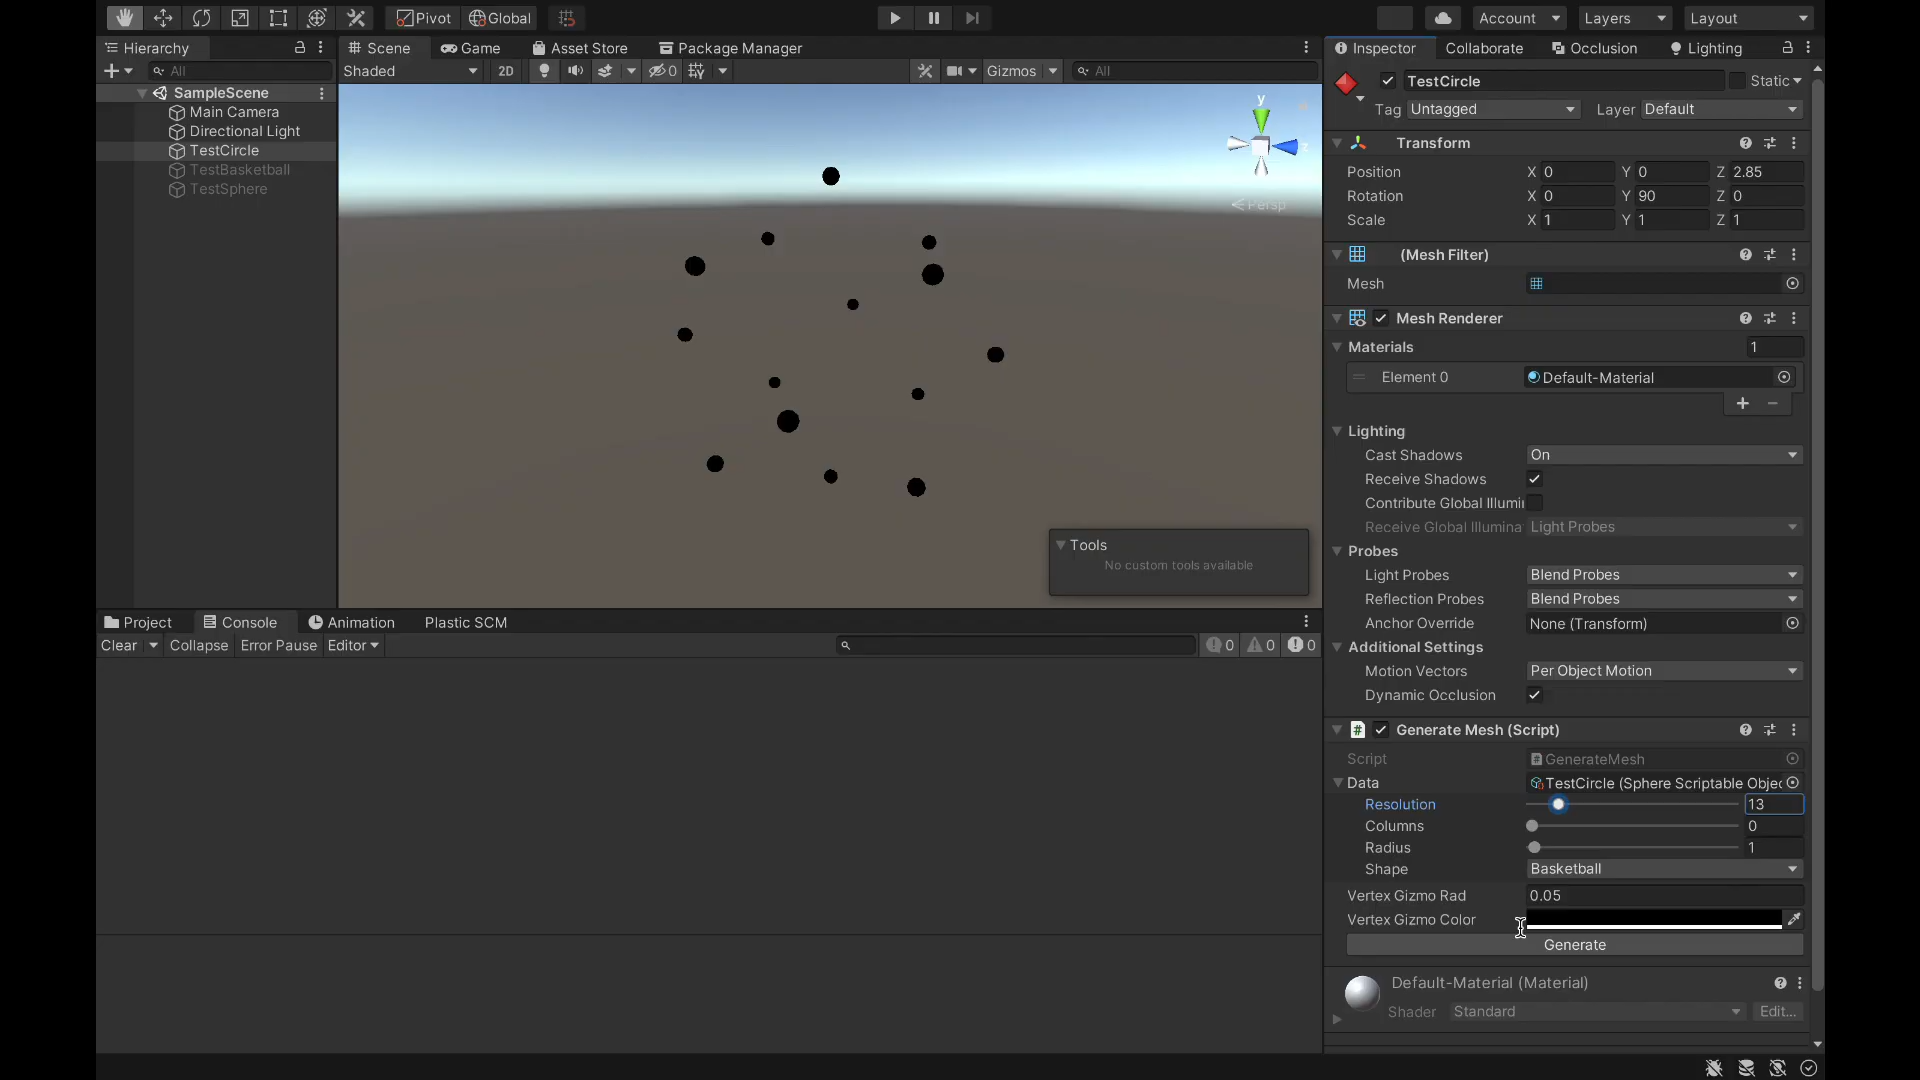 Pivot
Global
Account
Layers
Layout
Hierarchy
All
SampleScene
Main Camera
Directional Light
TestCircle
TestBasketball
TestSphere
Scene
Game
Asset Store
Package Manager
Shaded
2D
0
Gizmos
All
y
z
Persp
Tools
No custom tools available
Project
Console
Animation
Plastic SCM
Clear
Collapse
Error Pause
Editor
0
0
0
Inspector
Collaborate
Occlusion
Lighting
TestCircle
Static
Tag Untagged
Layer Default
Transform
Position X 0 Y 0 Z 2.85
Rotation X 0 Y 90 Z 0
Scale X 1 Y 1 Z 1
(Mesh Filter)
Mesh
Mesh Renderer
Materials 1
Element 0 Default-Material
Lighting
Cast Shadows On
Receive Shadows
Contribute Global Illumi
Receive Global Illumina Light Probes
Probes
Light Probes Blend Probes
Reflection Probes Blend Probes
Anchor Override None (Transform)
Additional Settings
Motion Vectors Per Object Motion
Dynamic Occlusion
# Generate Mesh (Script)
Script # GenerateMesh
Data TestCircle (Sphere Scriptable Objec
Resolution 13
Columns 0
Radius 1
Shape Basketball
Vertex Gizmo Rad 0.05
Vertex Gizmo Color
Generate
Default-Material (Material)
Shader Standard Edit...